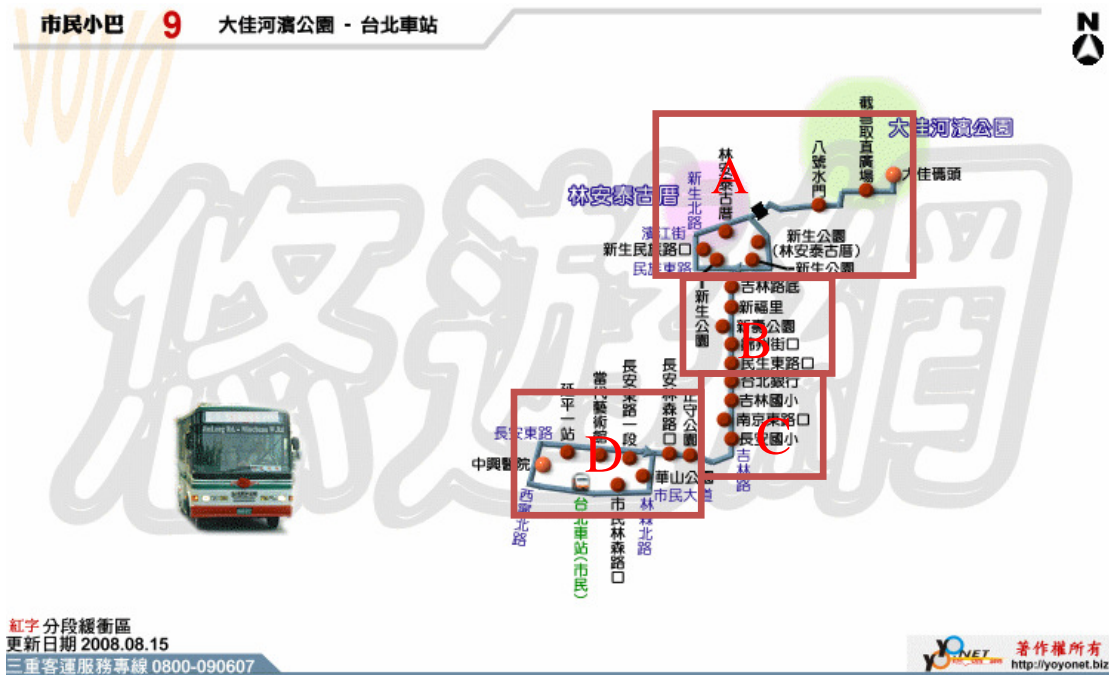 市民小巴 9 大佳河濱公園 - 台北車站
N
大佳河濱公園
大佳碼頭
截彎取直廣場
八號水門
林安泰古厝
林安泰古厝
新生北路
濱江街
新生民族路口
民族東路
新生公園
(林安泰古厝)
新生公園
新生公園
A
吉林路底
新福里
新喜公園
錦州街口
民生東路口
B
台北銀行
吉林國小
南京東路口
長安國小
C
吉林路
正守公園
長安林森路口
長安東路一段
當代藝術館
延平一站
長安東路
中興醫院
D
華山公園
市民大道
西寧北路
台北車站(市民)
市民林森路口
林森北路
紅字 分段緩衝區
更新日期 2008.08.15
三重客運服務專線 0800-090607
著作權所有
http://yoyonet.biz